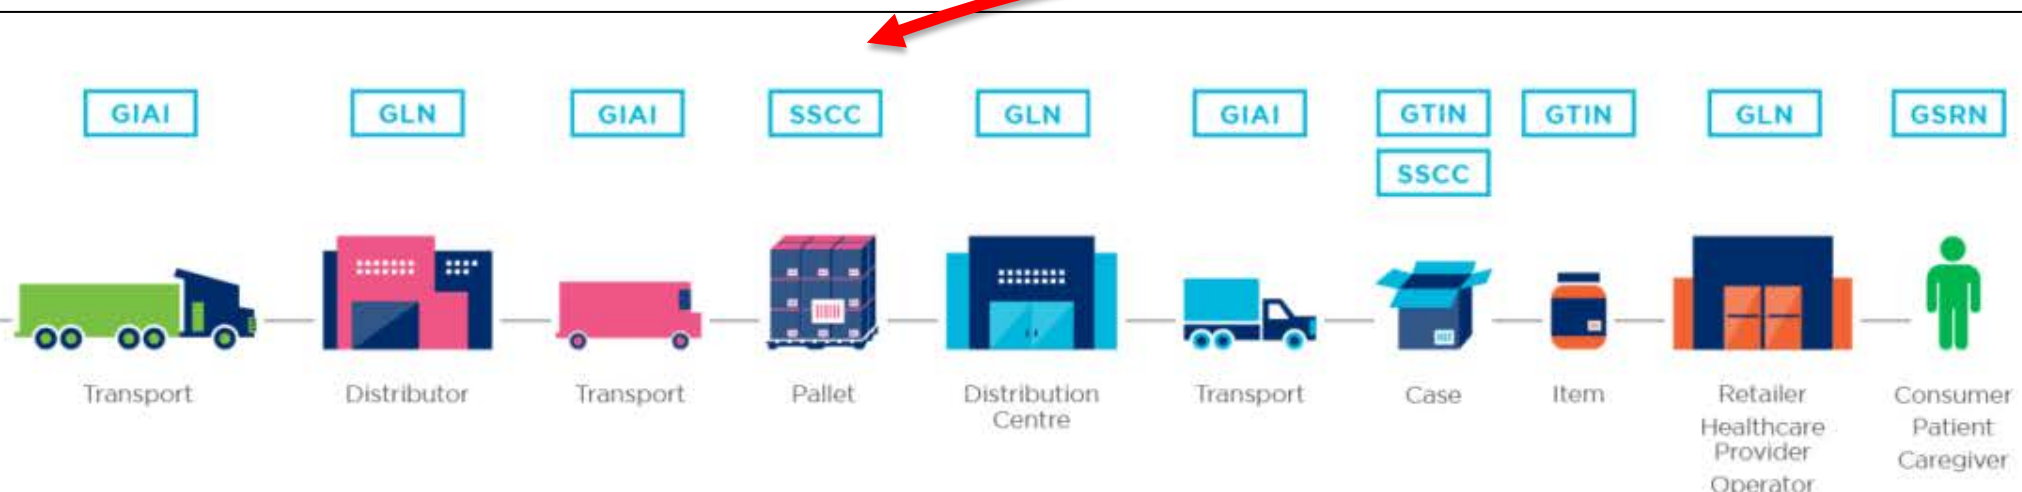 GIAI GLN GIAI SSCC GLN GIAI GTIN GTIN GLN GSRN
SSCC
Transport Distributor Transport Pallet Distribution Transport Case Item Retailer Consumer
Centre
Healthcare Patient
Provider
Caregiver
Operator